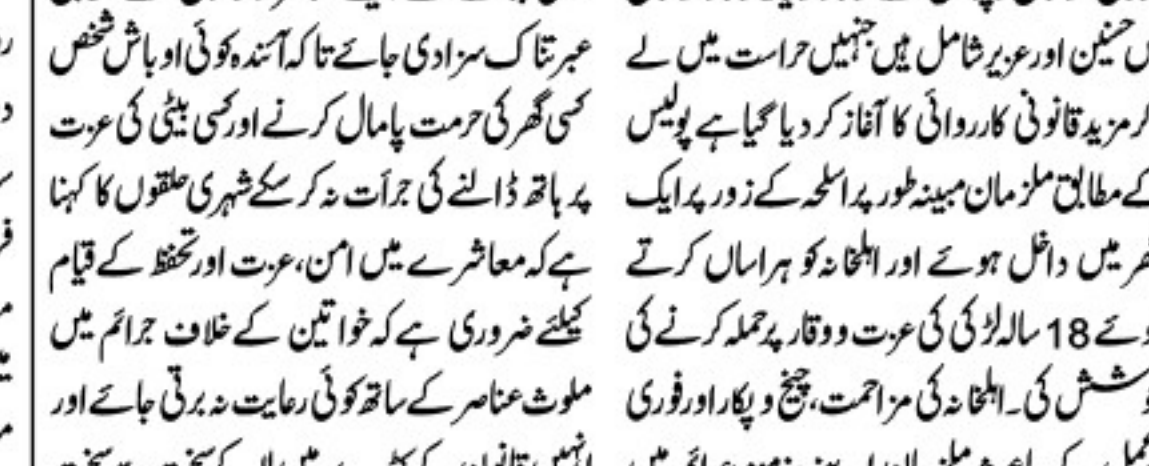 حسنین اور عزیر شامل ہیں جنہیں حراست میں لے
کر مزید قانونی کارروائی کا آغاز کر دیا گیا ہے پولیس
کے مطابق ملزمان مبینہ طور پر اسلحہ کے زور پر ایک
گھر میں داخل ہوئے اور اہلخانہ کو ہراساں کرتے
ہوئے 18 سالہ لڑکی کی عزت و وقار پر حملہ کرنے کی
کوشش کی۔ اہلخانہ کی مزاحمت، چیخ و پکار اور فوری
عبرتناک سزا دی جائے تاکہ آئندہ کوئی اوباش شخص
کسی گھر کی حرمت پامال کرنے اور کسی بیٹی کی عزت
پر ہاتھ ڈالنے کی جرأت نہ کر سکے شہری حلقوں کا کہنا
ہے کہ معاشرے میں امن، عزت اور تحفظ کے قیام
کیلئے ضروری ہے کہ خواتین کے خلاف جرائم میں
ملوث عناصر کے ساتھ کوئی رعایت نہ برتی جائے اور